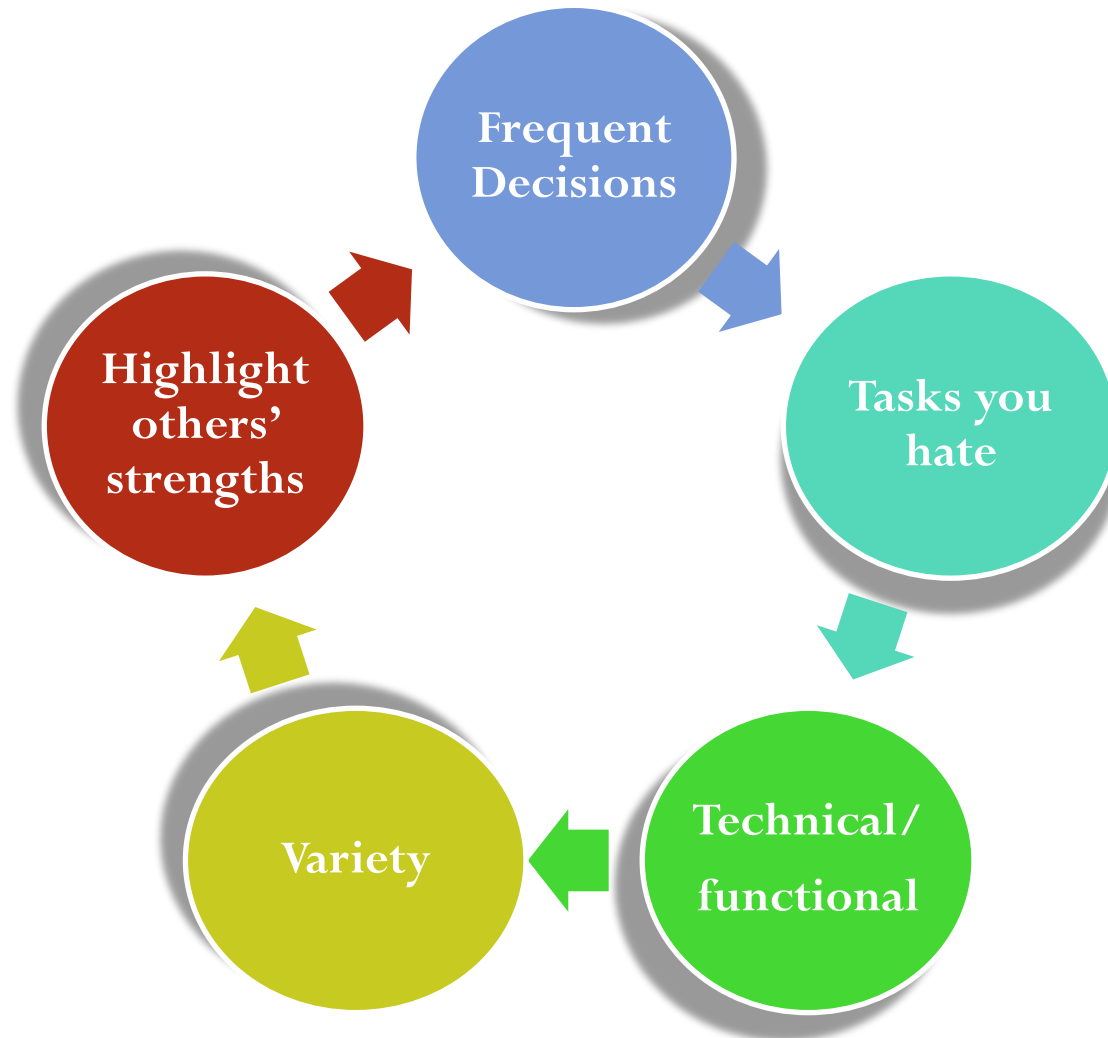 Frequent
Decisions
Tasks you
hate
Technical/
functional
Variety
Highlight
others’
strengths